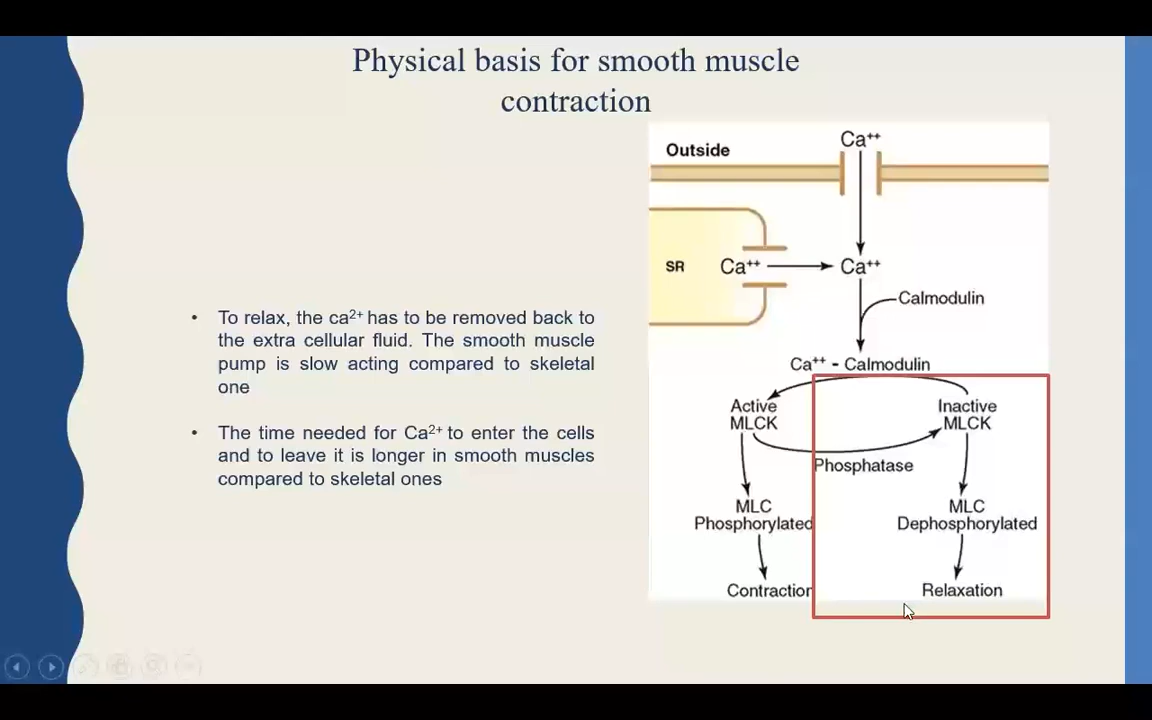 Physical basis for smooth muscle
contraction
• To relax, the ca²⁺ has to be removed back to
the extra cellular fluid. The smooth muscle
pump is slow acting compared to skeletal
one
• The time needed for Ca²⁺ to enter the cells
and to leave it is longer in smooth muscles
compared to skeletal ones
Outside
Ca⁺⁺
SR
Ca⁺⁺
Ca⁺⁺
Calmodulin
Ca⁺⁺ - Calmodulin
Active
MLCK
Inactive
MLCK
Phosphatase
MLC
Phosphorylated
MLC
Dephosphorylated
Contraction
Relaxation